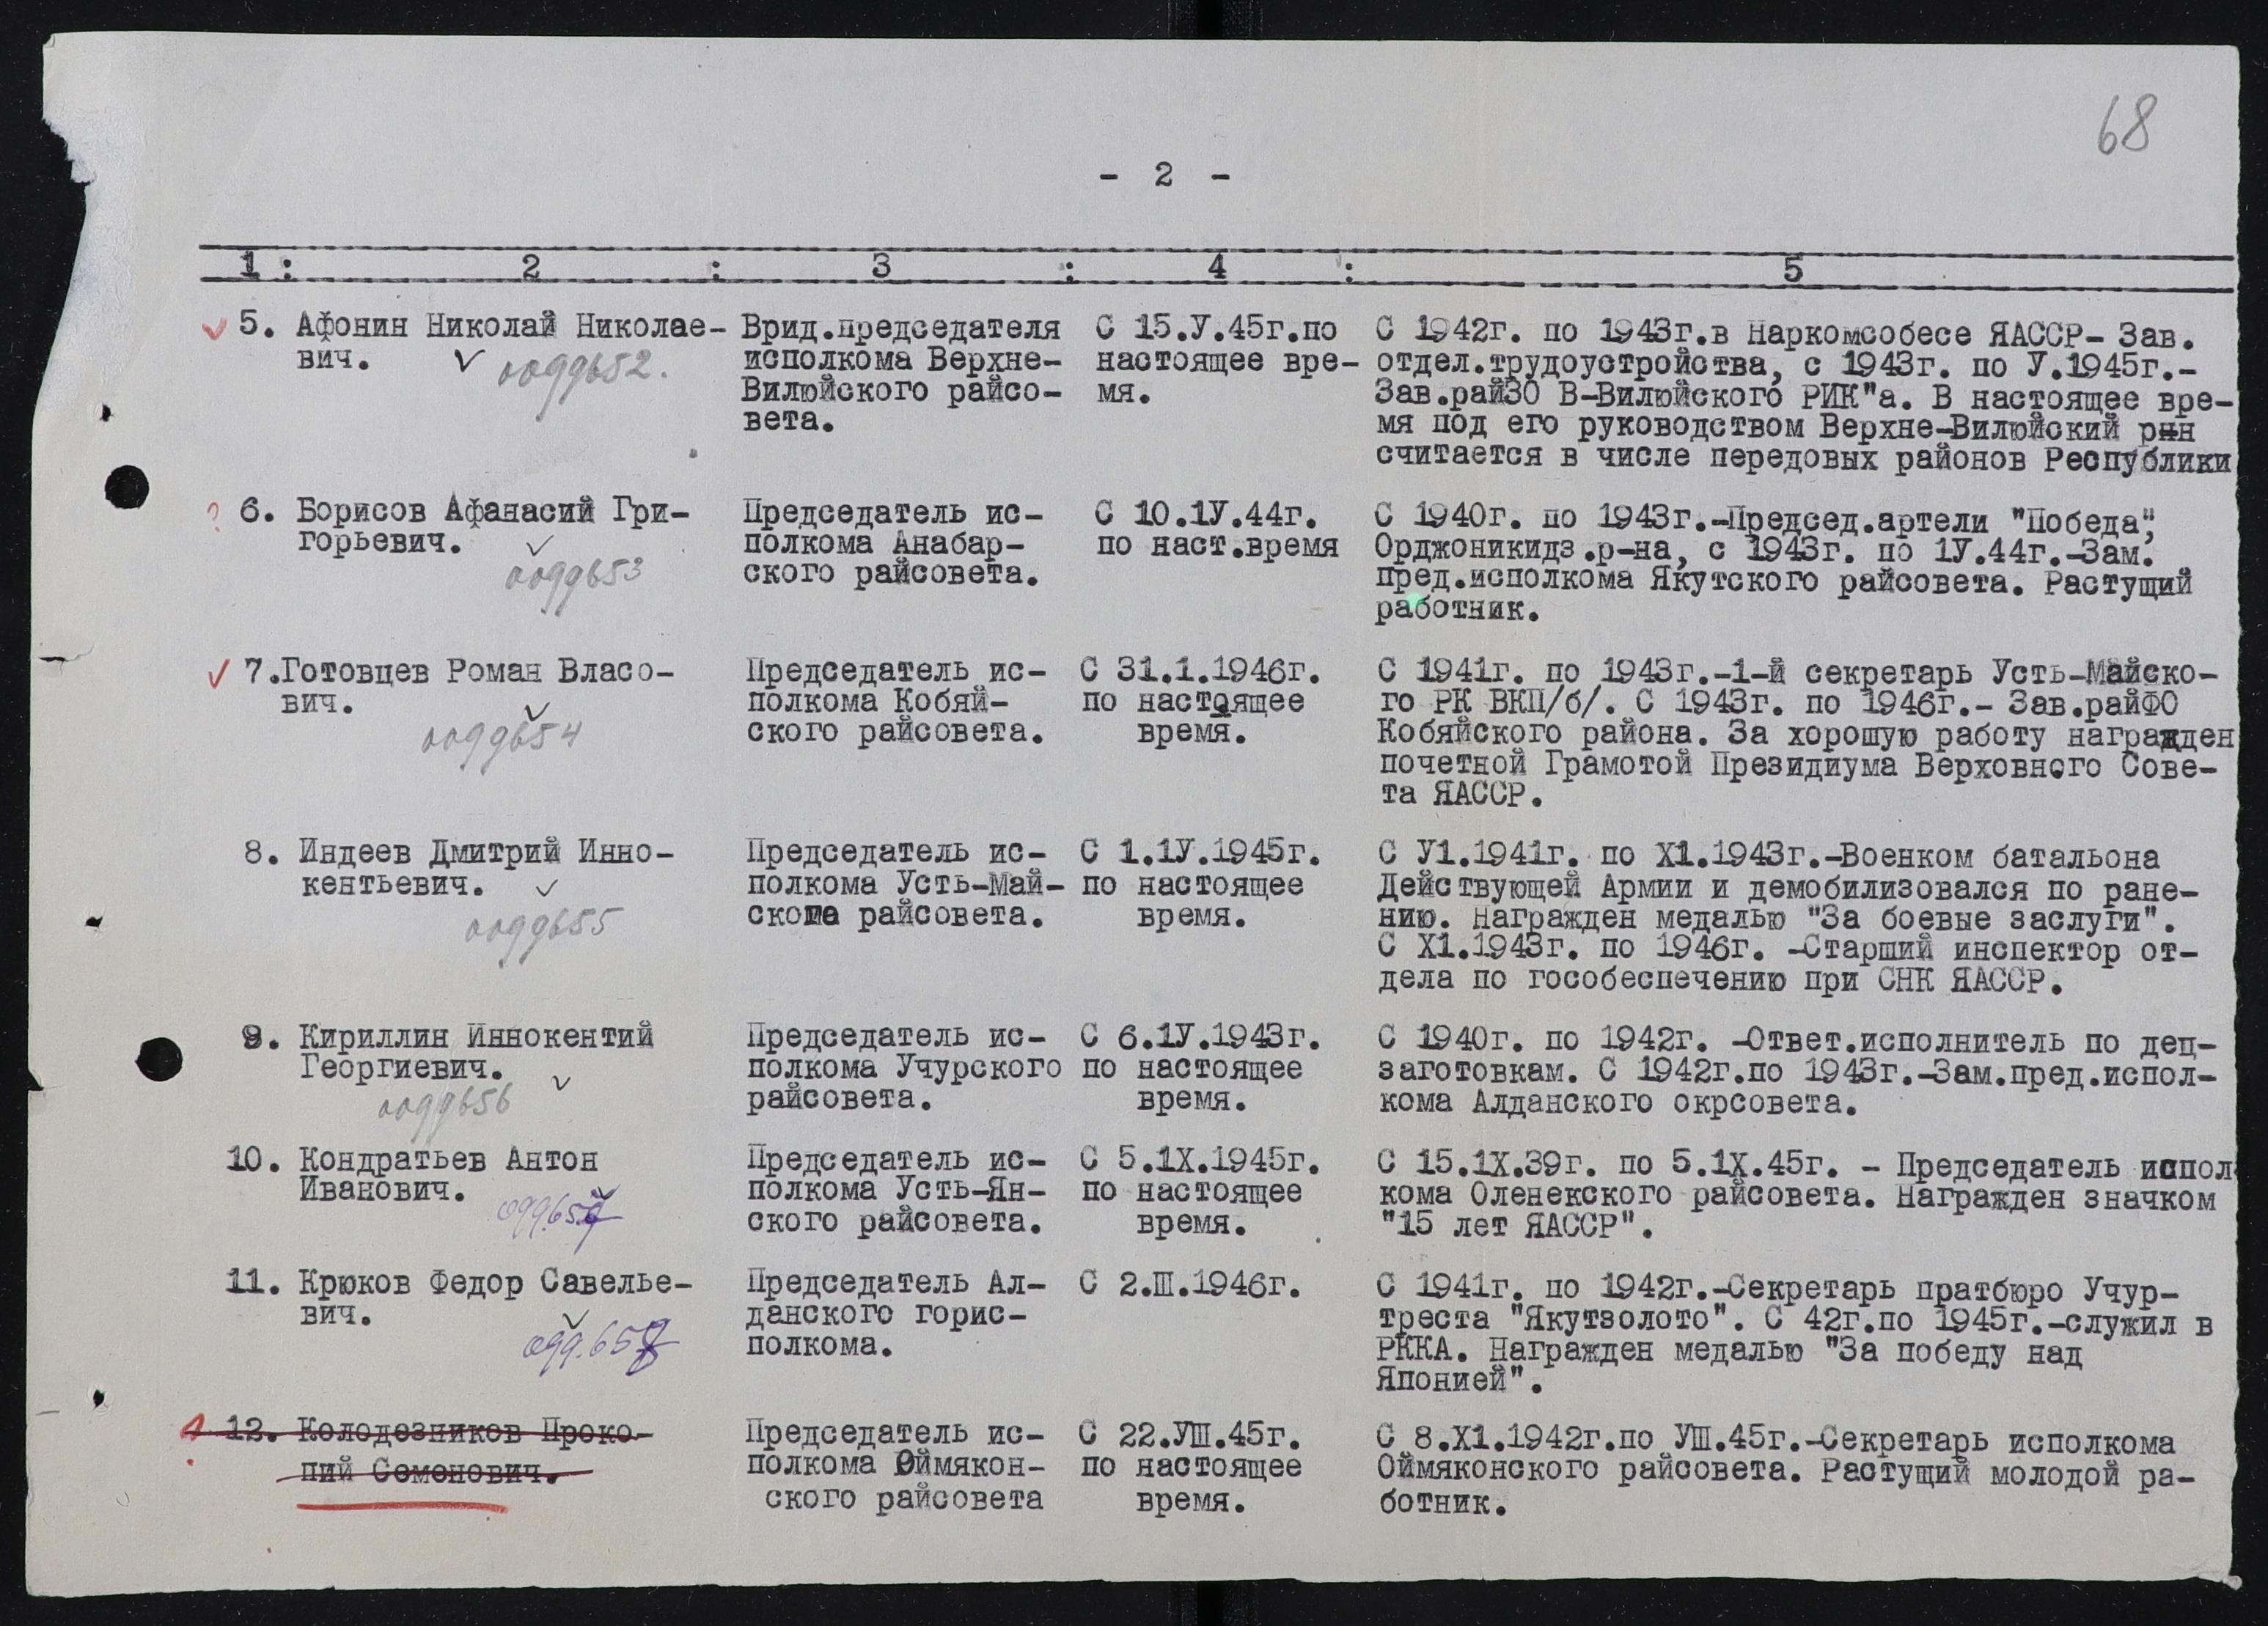 68
- 2 -
1 : 2 : 3 : 4 : 5
5. Афонин Николай Николае- Врид.председателя С 15.У.45г.по С 1942г. по 1943г.в Наркомсобесе ЯАССР- Зав.
вич. исполкома Верхне- настоящее вре- отдел.трудоустройства, с 1943г. по У.1945г.-
0099652. Вилюйского райсо- мя. Зав.райЗО В-Вилюйского РИК"а. В настоящее вре-
вета. мя под его руководством Верхне-Вилюйский рнн
считается в числе передовых районов Республики
6. Борисов Афанасий Гри- Председатель ис- С 10.1У.44г. С 1940г. по 1943г.-Председ.артели "Победа",
горьевич. полкома Анабар- по наст.время Орджоникидз.р-на, с 1943г. по 1У.44г.-Зам.
0099653 ского райсовета. пред.исполкома Якутского райсовета. Растущий
работник.
7.Готовцев Роман Власо- Председатель ис- С 31.1.1946г. С 1941г. по 1943г.-1-й секретарь Усть-Майско-
вич. полкома Кобяй- по настоящее го РК ВКП/б/. С 1943г. по 1946г.- Зав.райФО
0099654 ского райсовета. время. Кобяйского района. За хорошую работу награжден
почетной Грамотой Президиума Верховного Сове-
та ЯАССР.
8. Индеев Дмитрий Инно- Председатель ис- С 1.1У.1945г. С У1.1941г. по Х1.1943г.-Военком батальона
кентьевич. полкома Усть-Май- по настоящее Действующей Армии и демобилизовался по ране-
0099655 ского райсовета. время. нию. Награжден медалью "За боевые заслуги".
С Х1.1943г. по 1946г. -Старший инспектор от-
дела по гособеспечению при СНК ЯАССР.
9. Кириллин Иннокентий Председатель ис- С 6.1У.1943г. С 1940г. по 1942г. -Ответ.исполнитель по дец-
Георгиевич. полкома Учурского по настоящее заготовкам. С 1942г.по 1943г.-Зам.пред.испол-
0099656 райсовета. время. кома Алданского окрсовета.
10. Кондратьев Антон Председатель ис- С 5.1Х.1945г. С 15.1Х.39г. по 5.1Х.45г. - Председатель испол
Иванович. полкома Усть-Ян- по настоящее кома Оленекского райсовета. Награжден значком
ского райсовета. время. "15 лет ЯАССР".
11. Крюков Федор Савелье- Председатель Ал- С 2.Ш.1946г. С 1941г. по 1942г.-Секретарь пратбюро Учур-
вич. данского горис- треста "Якутзолото". С 42г.по 1945г.-служил в
полкома. РККА. Награжден медалью "За победу над
Японией".
12. Колодезников Проко- Председатель ис- С 22.УШ.45г. С 8.Х1.1942г.по УШ.45г.-Секретарь исполкома
пий Семенович. полкома Оймякон- по настоящее Оймяконского райсовета. Растущий молодой ра-
ского райсовета время. ботник.